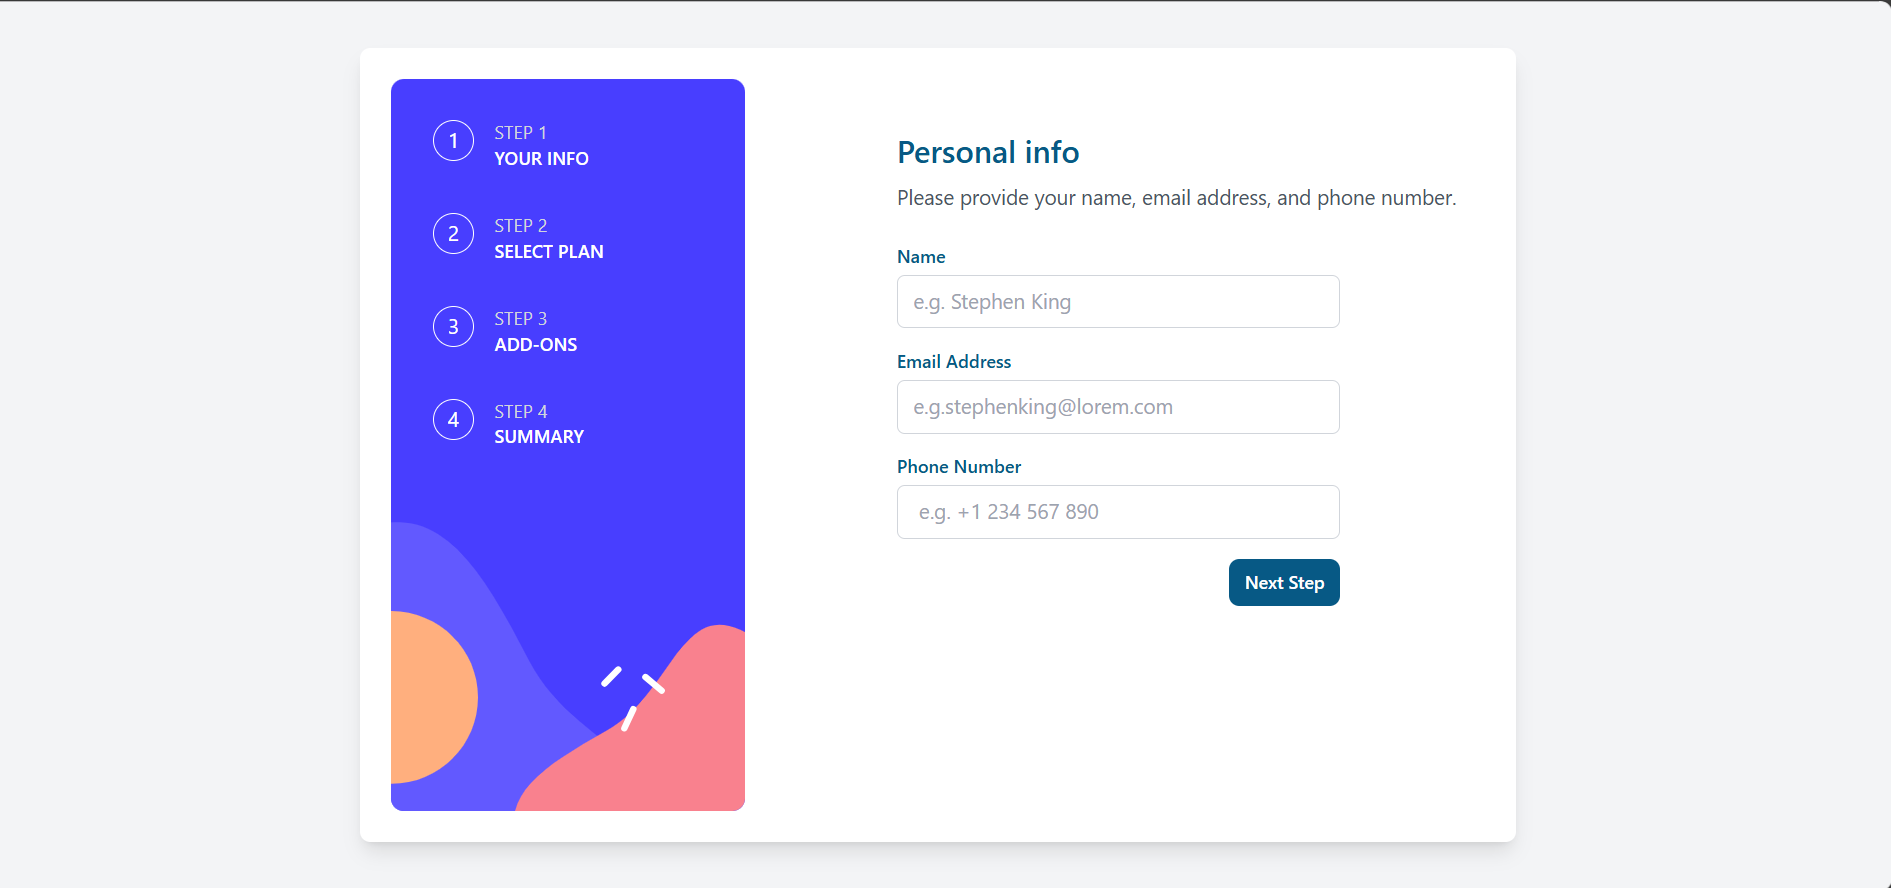 1
STEP 1
YOUR INFO
2
STEP 2
SELECT PLAN
3
STEP 3
ADD-ONS
4
STEP 4
SUMMARY
Personal info
Please provide your name, email address, and phone number.
Name
e.g. Stephen King
Email Address
e.g.stephenking@lorem.com
Phone Number
e.g. +1 234 567 890
Next Step